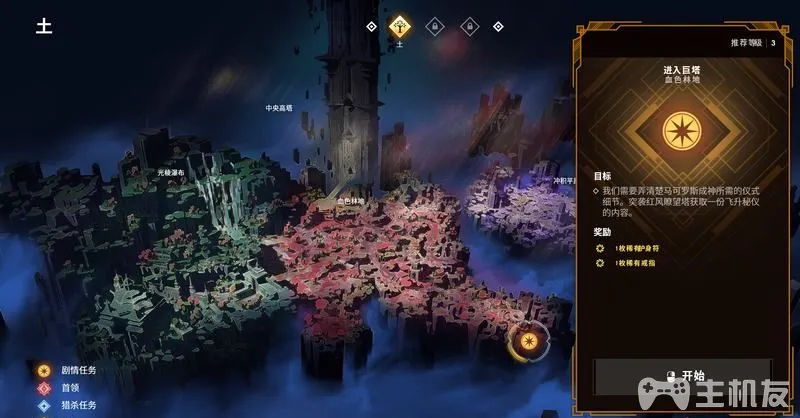 土
土
推荐等级 3
进入巨塔
血色林地
中央高塔
光棱瀑布
血色林地
目标
我们需要弄清楚马可罗斯成神所需的仪式
细节。突袭红风瞭望塔获取一份飞升秘仪
的内容。
奖励
1枚稀有护身符
1枚稀有戒指
剧情任务
首领
猎杀任务
开始
主机友